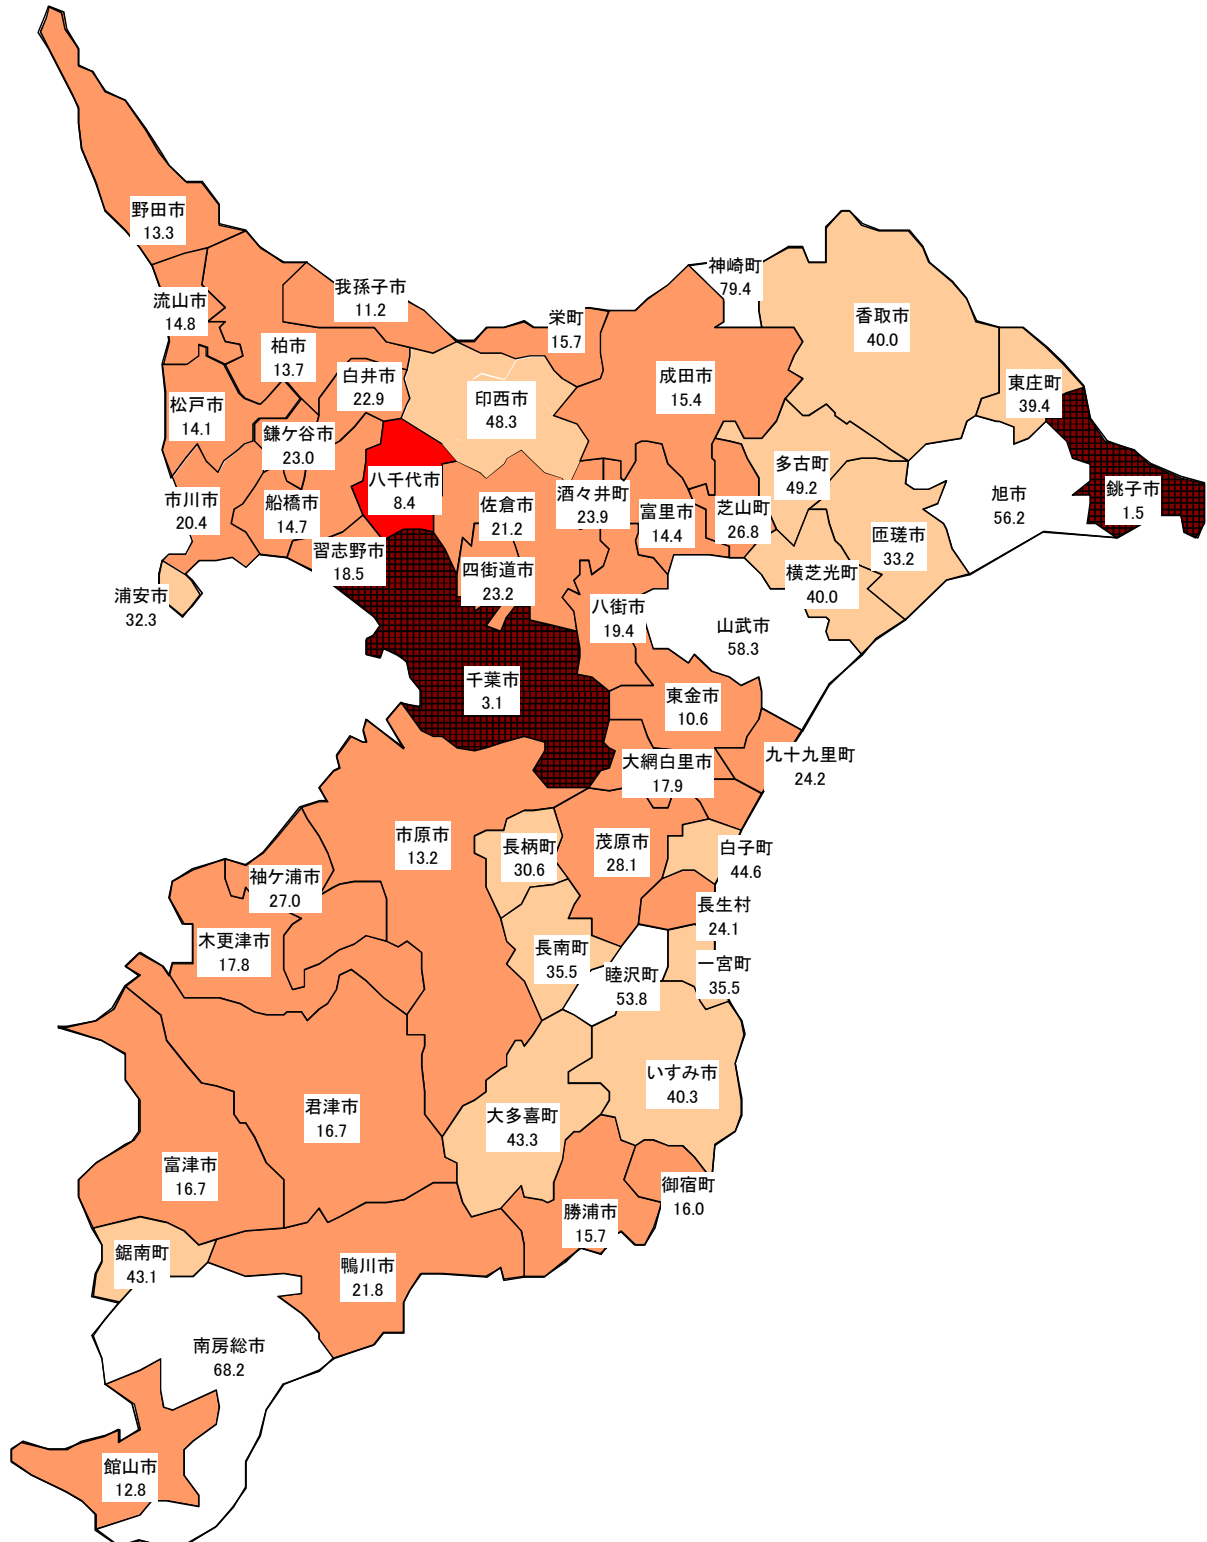 野田市
13.3
流山市
14.8
我孫子市
11.2
神崎町
79.4
栄町
15.7
香取市
40.0
柏市
13.7
白井市
22.9
成田市
15.4
東庄町
39.4
松戸市
14.1
印西市
48.3
鎌ケ谷市
23.0
八千代市
8.4
多古町
49.2
銚子市
1.5
旭市
56.2
市川市
20.4
船橋市
14.7
佐倉市
21.2
酒々井町
23.9
富里市
14.4
芝山町
26.8
匝瑳市
33.2
習志野市
18.5
四街道市
23.2
横芝光町
40.0
浦安市
32.3
八街市
19.4
山武市
58.3
千葉市
3.1
東金市
10.6
大網白里市
17.9
九十九里町
24.2
市原市
13.2
長柄町
30.6
茂原市
28.1
白子町
44.6
袖ケ浦市
27.0
長生村
24.1
木更津市
17.8
長南町
35.5
睦沢町
53.8
一宮町
35.5
いすみ市
40.3
君津市
16.7
大多喜町
43.3
富津市
16.7
御宿町
16.0
勝浦市
15.7
鋸南町
43.1
鴨川市
21.8
南房総市
68.2
館山市
12.8